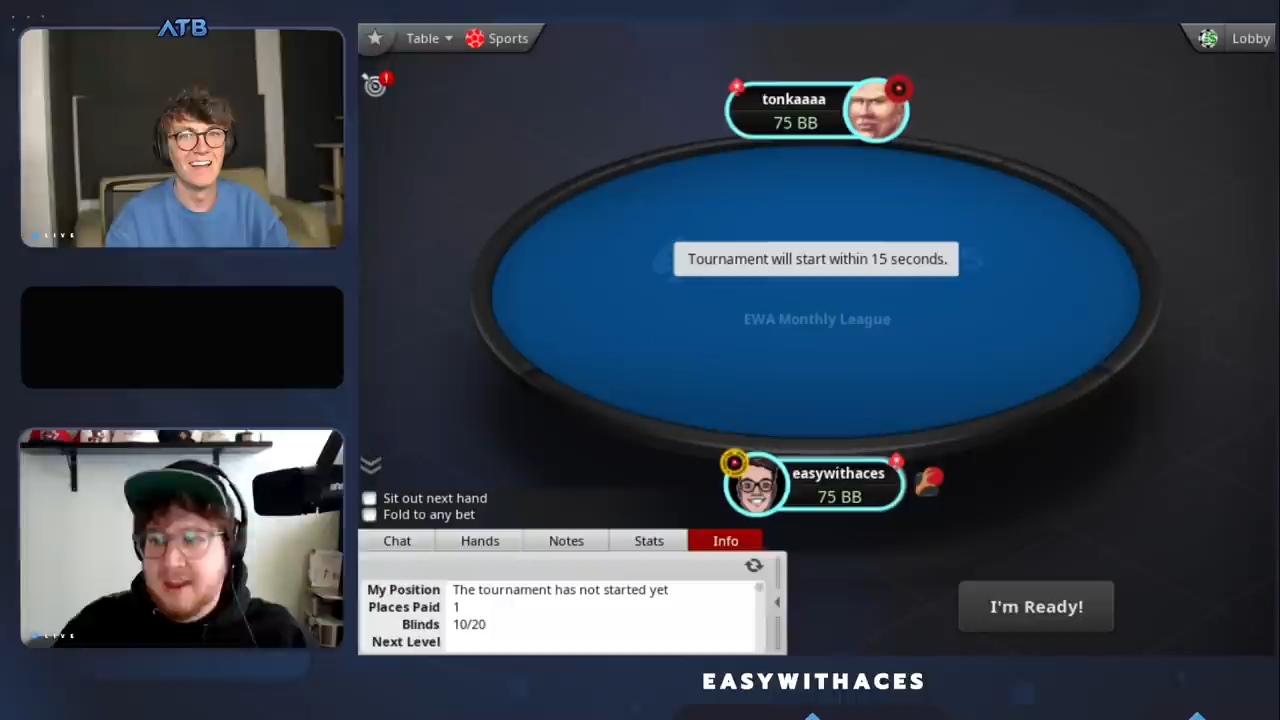 ATB
LIVE
LIVE
Table
Sports
Lobby
tonkaaaa
75 BB
Tournament will start within 15 seconds.
EWA Monthly League
easywithaces
75 BB
Sit out next hand
Fold to any bet
Chat
Hands
Notes
Stats
Info
My Position The tournament has not started yet
Places Paid 1
Blinds 10/20
Next Level
I'm Ready!
EASYWITHACES